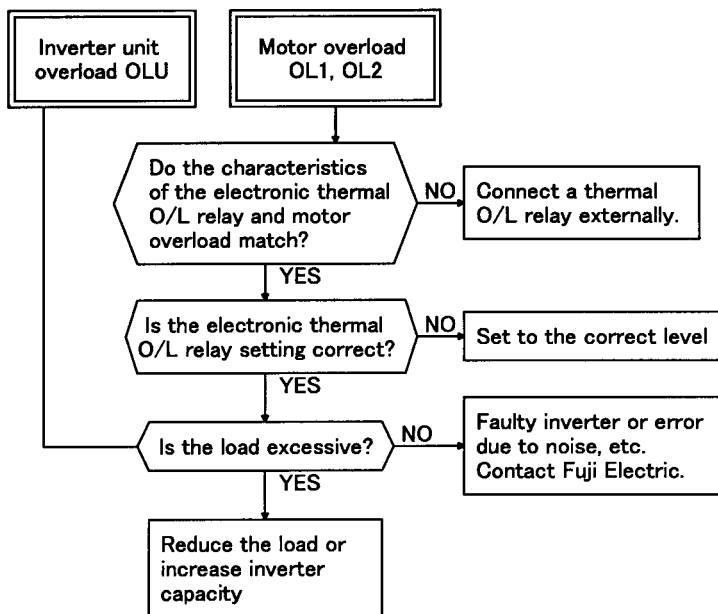 Inverter unit
overload OLU
Motor overload
OL1, OL2
Do the characteristics
of the electronic thermal
O/L relay and motor
overload match?
NO
Connect a thermal
O/L relay externally.
YES
Is the electronic thermal
O/L relay setting correct?
NO
Set to the correct level
YES
Is the load excessive?
NO
Faulty inverter or error
due to noise, etc.
Contact Fuji Electric.
YES
Reduce the load or
increase inverter
capacity